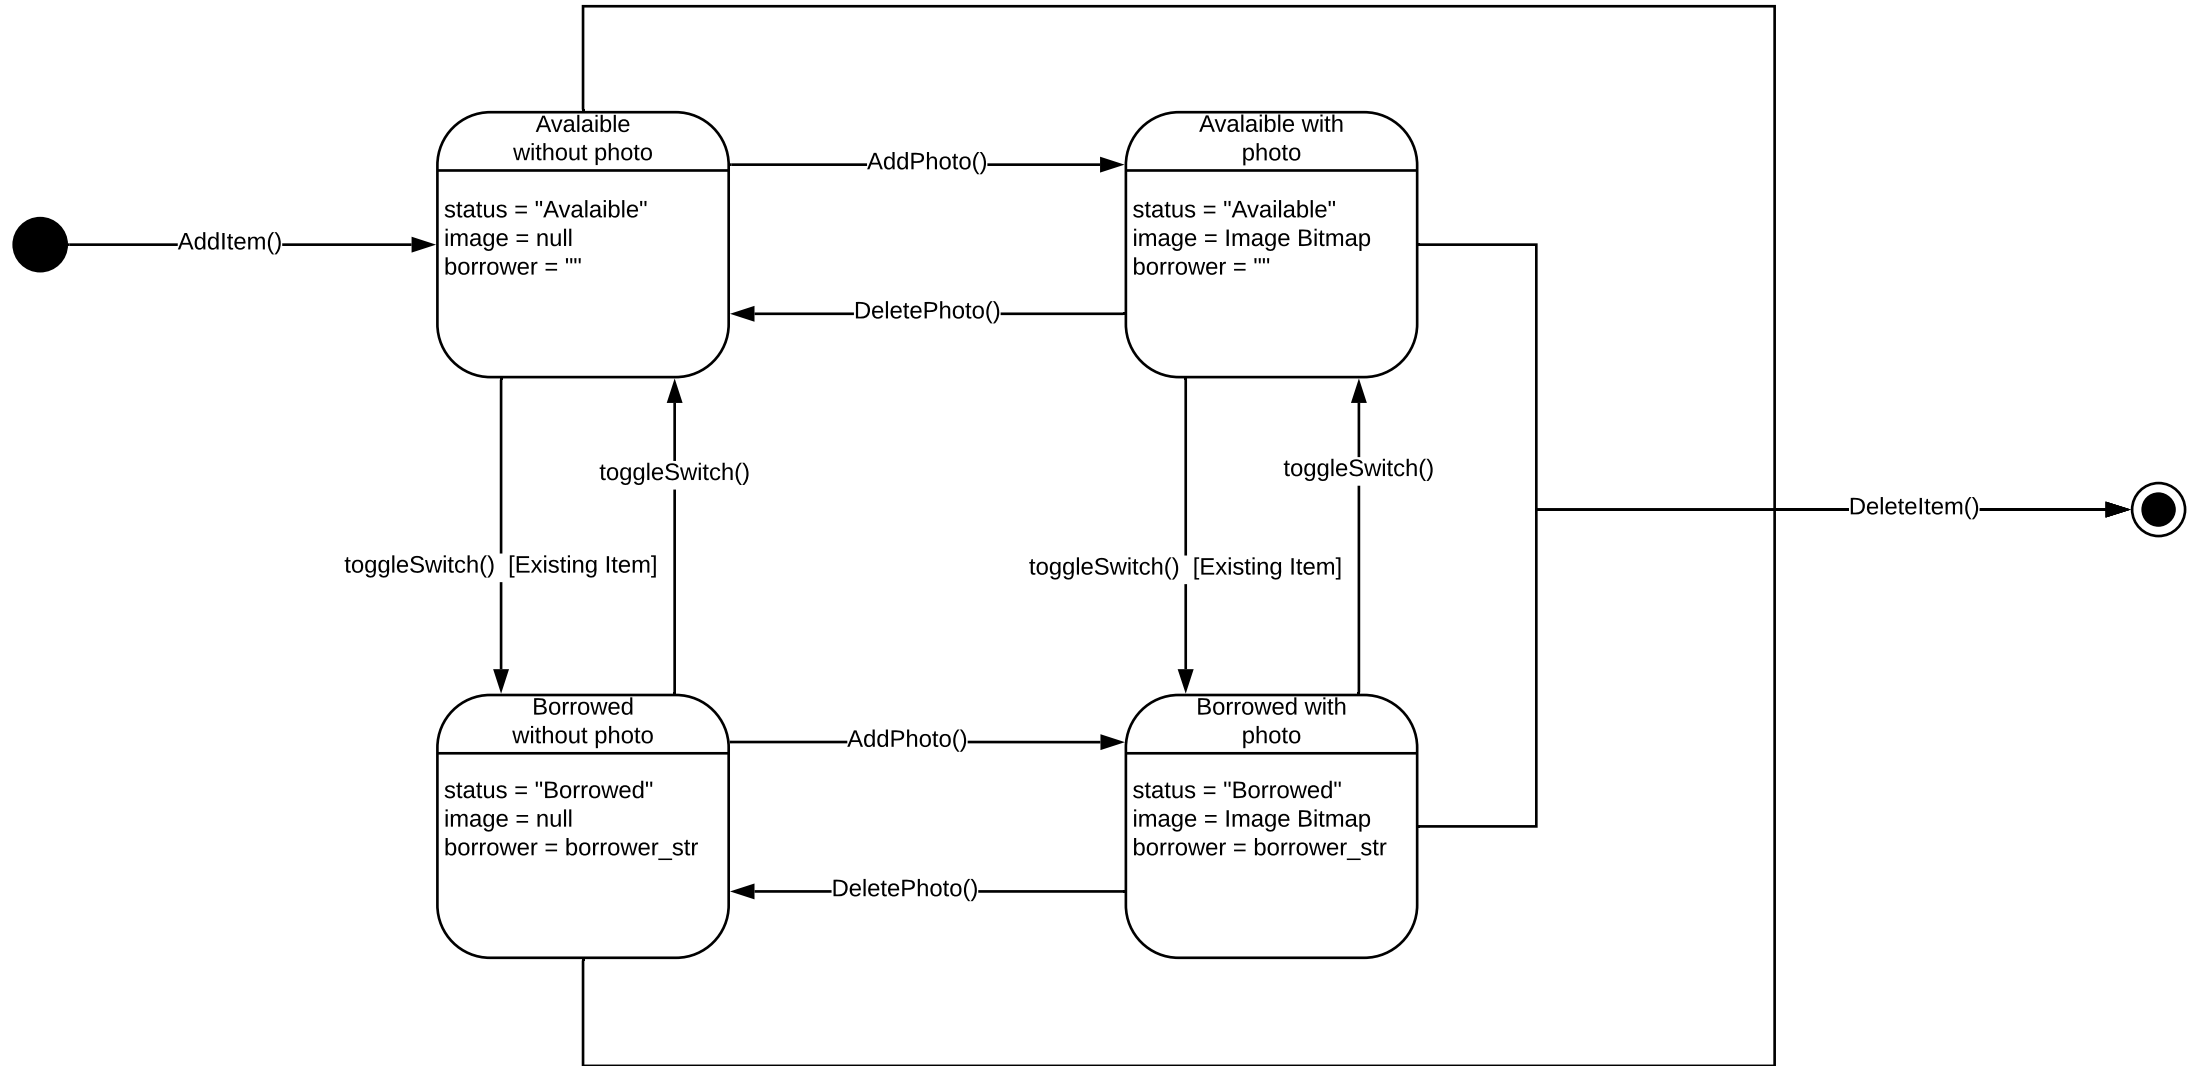 Avalaible
without photo
status = "Avalaible"
image = null
borrower = ""
Avalaible with
photo
status = "Available"
image = Image Bitmap
borrower = ""
AddPhoto()
AddItem()
DeletePhoto()
toggleSwitch()
toggleSwitch()
DeleteItem()
toggleSwitch()  [Existing Item]
toggleSwitch()  [Existing Item]
Borrowed
without photo
status = "Borrowed"
image = null
borrower = borrower_str
Borrowed with
photo
status = "Borrowed"
image = Image Bitmap
borrower = borrower_str
AddPhoto()
DeletePhoto()